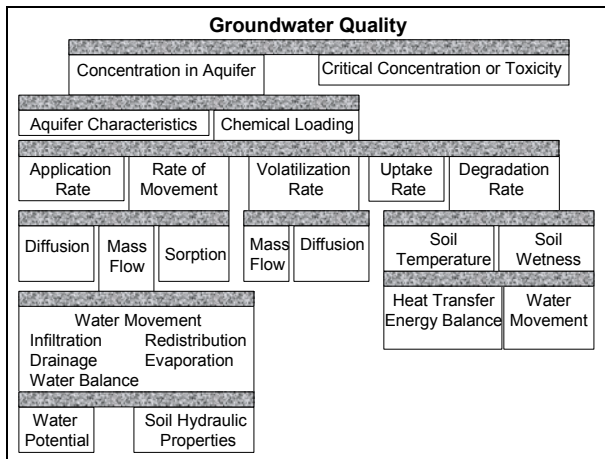 Groundwater Quality
Concentration in Aquifer
Critical Concentration or Toxicity
Aquifer Characteristics
Chemical Loading
Application
Rate
Rate of
Movement
Volatilization
Rate
Uptake
Rate
Degradation
Rate
Diffusion
Mass
Flow
Sorption
Mass
Flow
Diffusion
Soil
Temperature
Soil
Wetness
Heat Transfer
Energy Balance
Water
Movement
Water Movement
Infiltration Redistribution
Drainage Evaporation
Water Balance
Water
Potential
Soil Hydraulic
Properties